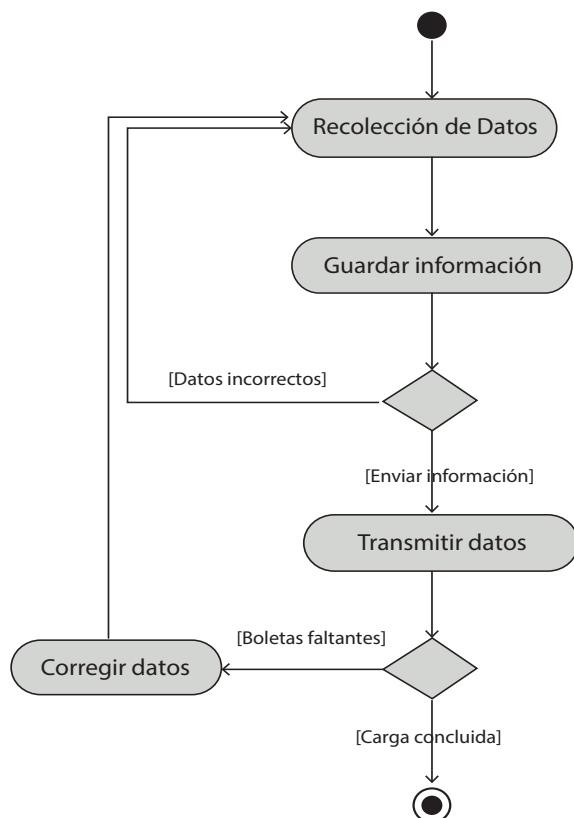 Recolección de Datos
Guardar información
[Datos incorrectos]
[Enviar información]
Transmitir datos
[Boletas faltantes]
Corregir datos
[Carga concluida]